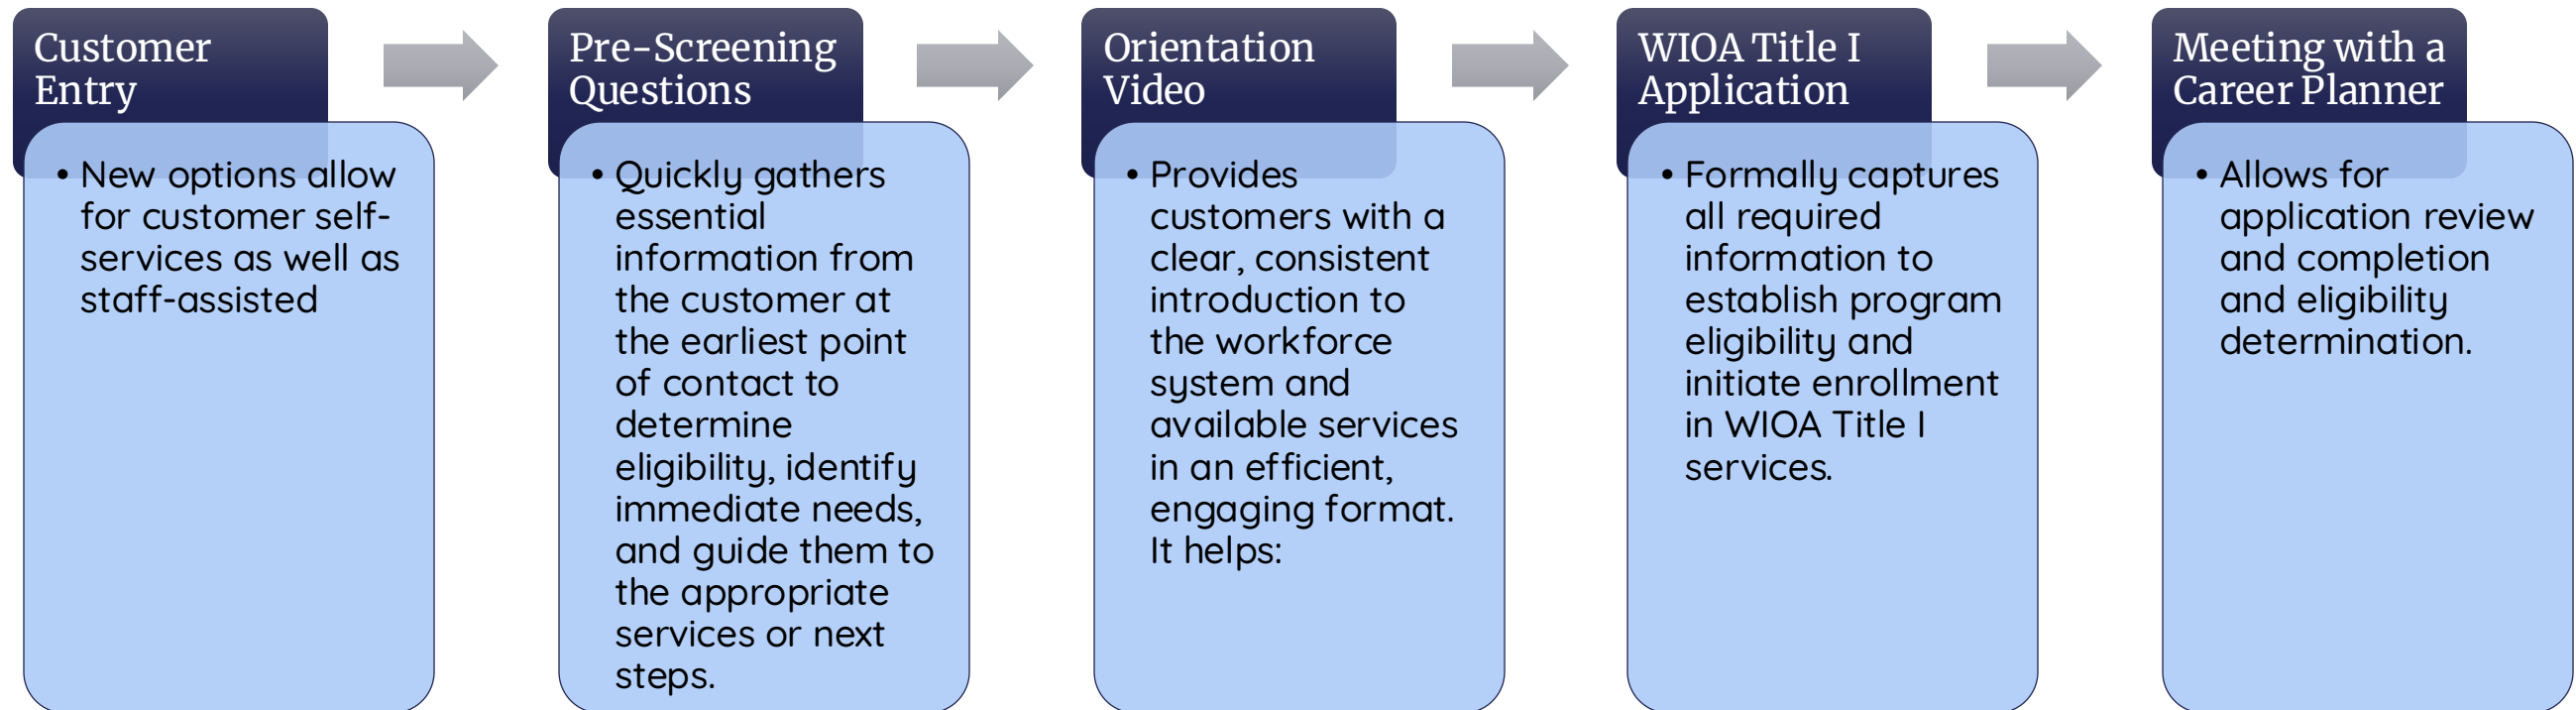 Customer
Entry
• New options allow
for customer self-
services as well as
staff-assisted
Pre-Screening
Questions
• Quickly gathers
essential
information from
the customer at
the earliest point
of contact to
determine
eligibility, identify
immediate needs,
and guide them to
the appropriate
services or next
steps.
Orientation
Video
• Provides
customers with a
clear, consistent
introduction to
the workforce
system and
available services
in an efficient,
engaging format.
It helps:
WIOA Title I
Application
• Formally captures
all required
information to
establish program
eligibility and
initiate enrollment
in WIOA Title I
services.
Meeting with a
Career Planner
• Allows for
application review
and completion
and eligibility
determination.